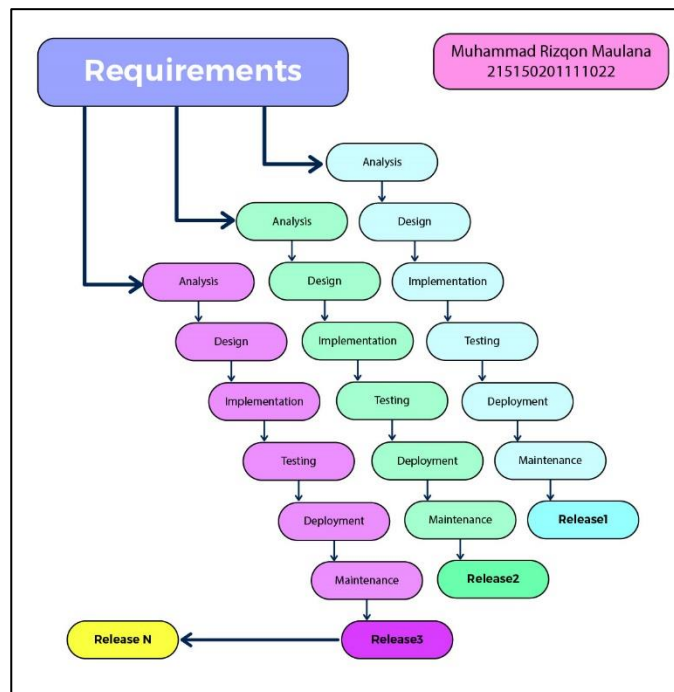 Requirements
Muhammad Rizqon Maulana
215150201111022
Analysis
Design
Implementation
Testing
Deployment
Maintenance
Release1
Analysis
Design
Implementation
Testing
Deployment
Maintenance
Release2
Analysis
Design
Implementation
Testing
Deployment
Maintenance
Release3
Release N